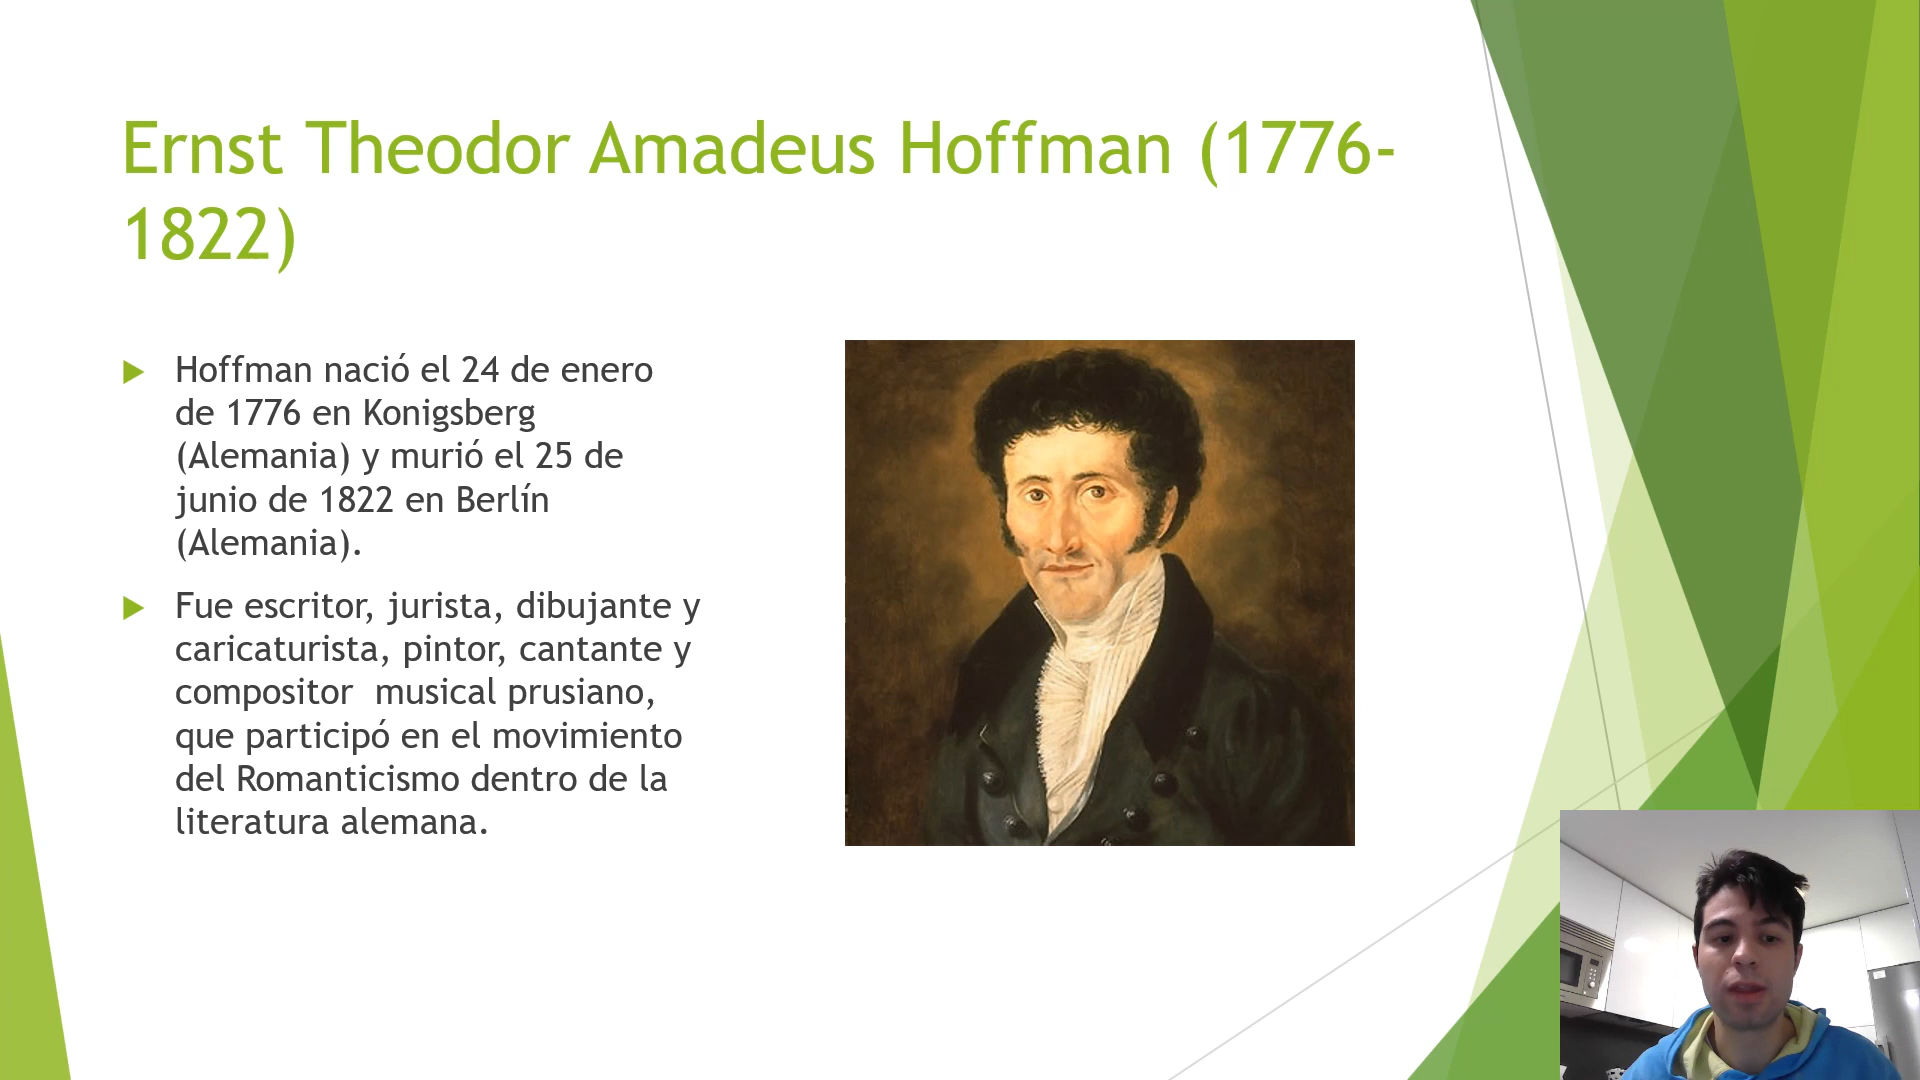 Ernst Theodor Amadeus Hoffman (1776-
1822)
Hoffman nació el 24 de enero
de 1776 en Konigsberg
(Alemania) y murió el 25 de
junio de 1822 en Berlín
(Alemania).
Fue escritor, jurista, dibujante y
caricaturista, pintor, cantante y
compositor  musical prusiano,
que participó en el movimiento
del Romanticismo dentro de la
literatura alemana.